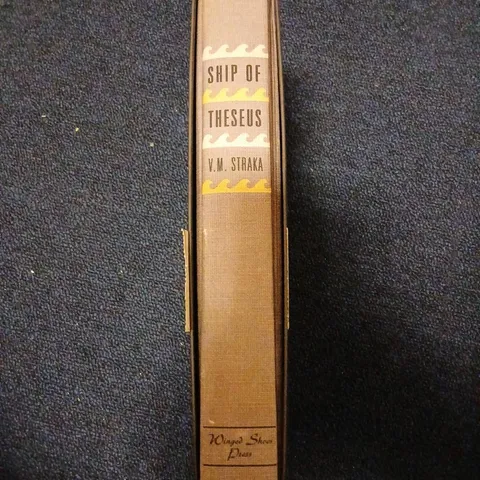 SHIP OF
THESEUS
V.M. STRAKA
Winged Shoes
Press